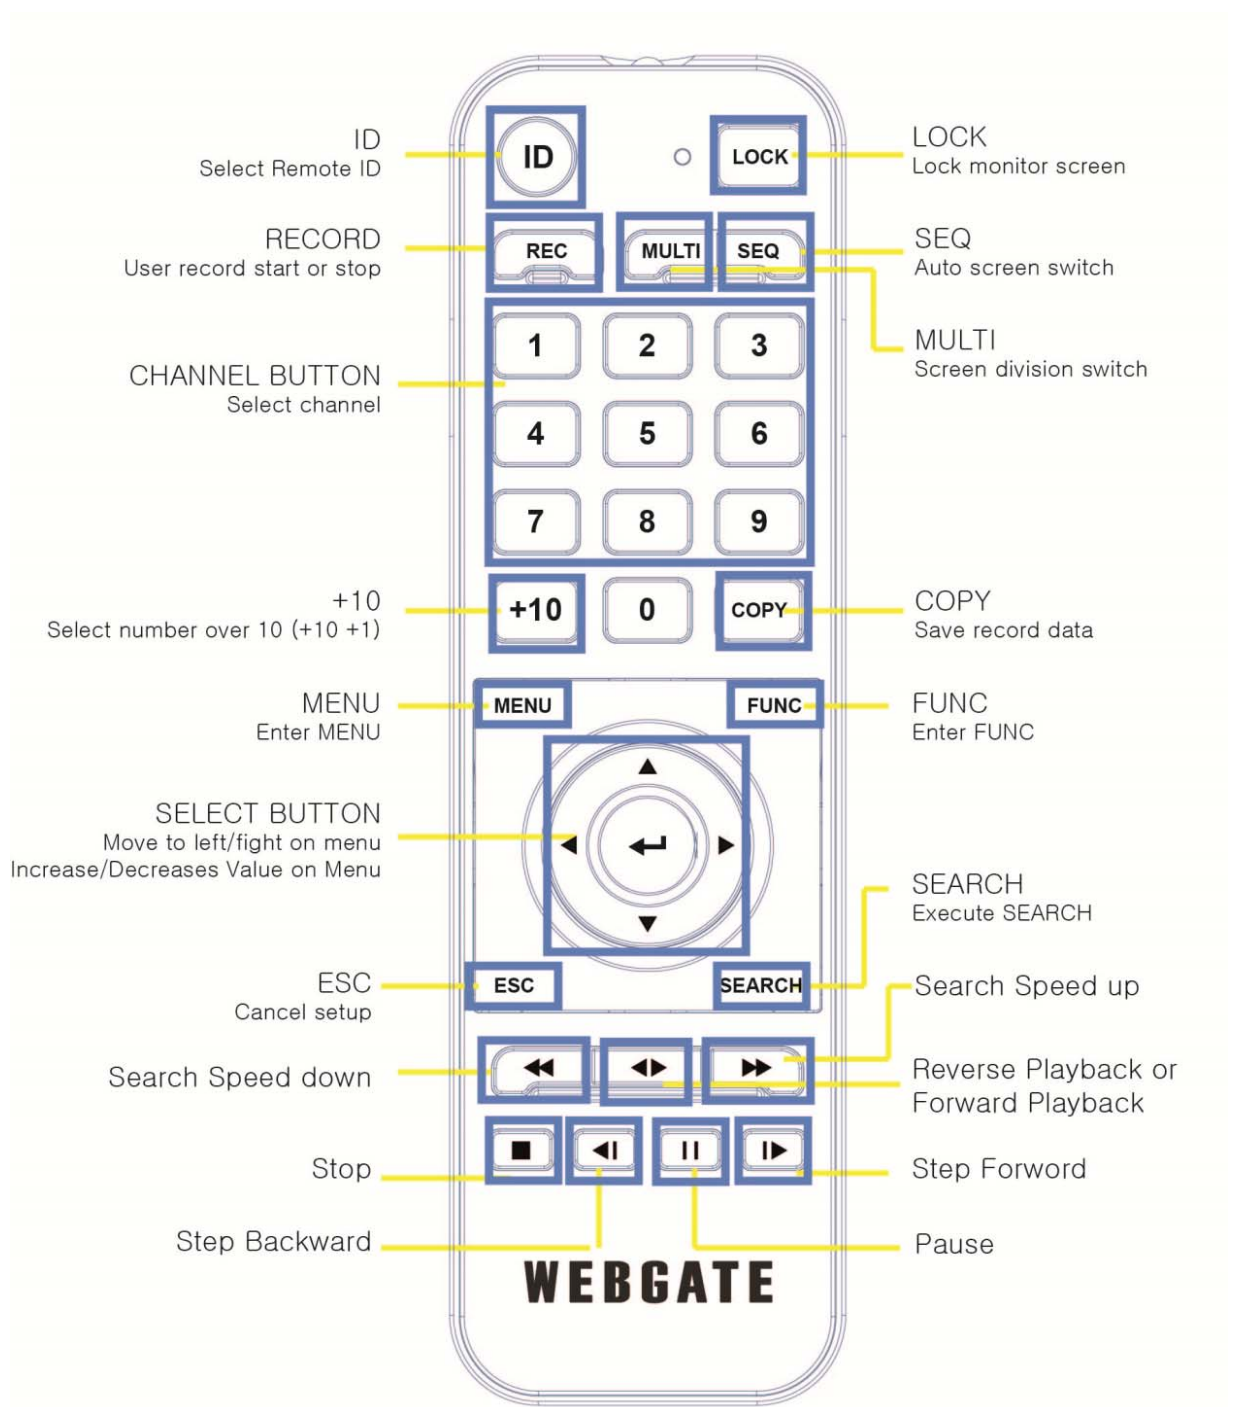 ID
Select Remote ID
ID
LOCK
LOCK
Lock monitor screen
RECORD
User record start or stop
REC
MULTI
SEQ
SEQ
Auto screen switch
MULTI
Screen division switch
CHANNEL BUTTON
Select channel
1 2 3
4 5 6
7 8 9
+10
Select number over 10 (+10 +1)
+10 0 COPY
COPY
Save record data
MENU
Enter MENU
MENU
FUNC
FUNC
Enter FUNC
SELECT BUTTON
Move to left/fight on menu
Increase/Decreases Value on Menu
SEARCH
Execute SEARCH
ESC
Cancel setup
ESC
SEARCH
Search Speed up
Search Speed down
Reverse Playback or
Forward Playback
Stop
Step Forword
Step Backward
Pause
WEBGATE